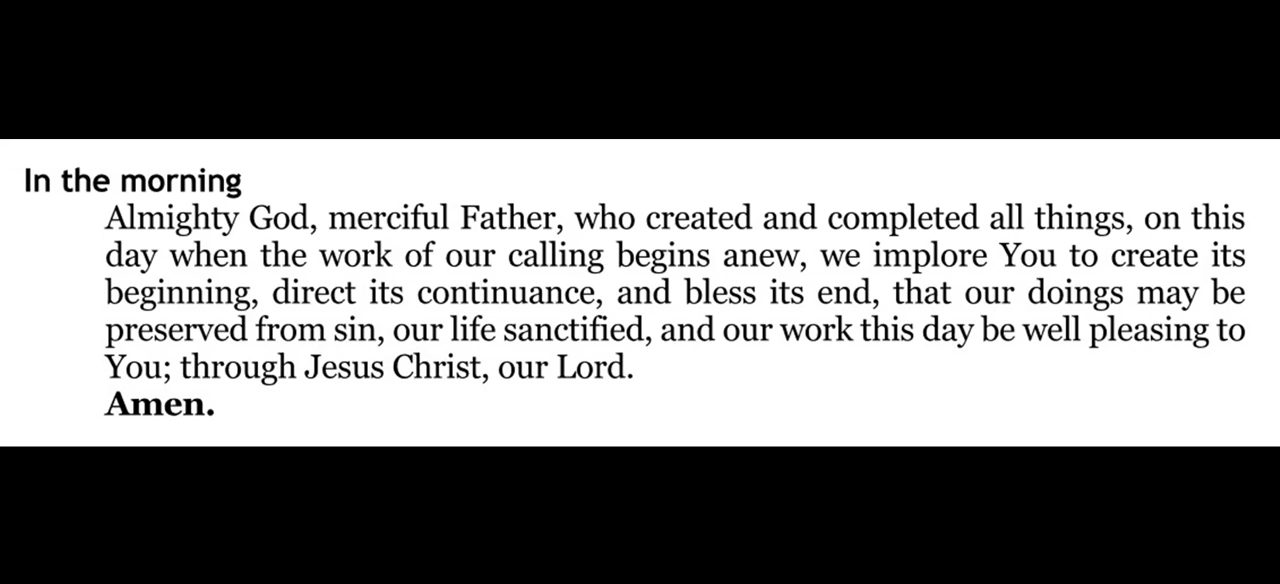 In the morning
Almighty God, merciful Father, who created and completed all things, on this
day when the work of our calling begins anew, we implore You to create its
beginning, direct its continuance, and bless its end, that our doings may be
preserved from sin, our life sanctified, and our work this day be well pleasing to
You; through Jesus Christ, our Lord.
Amen.